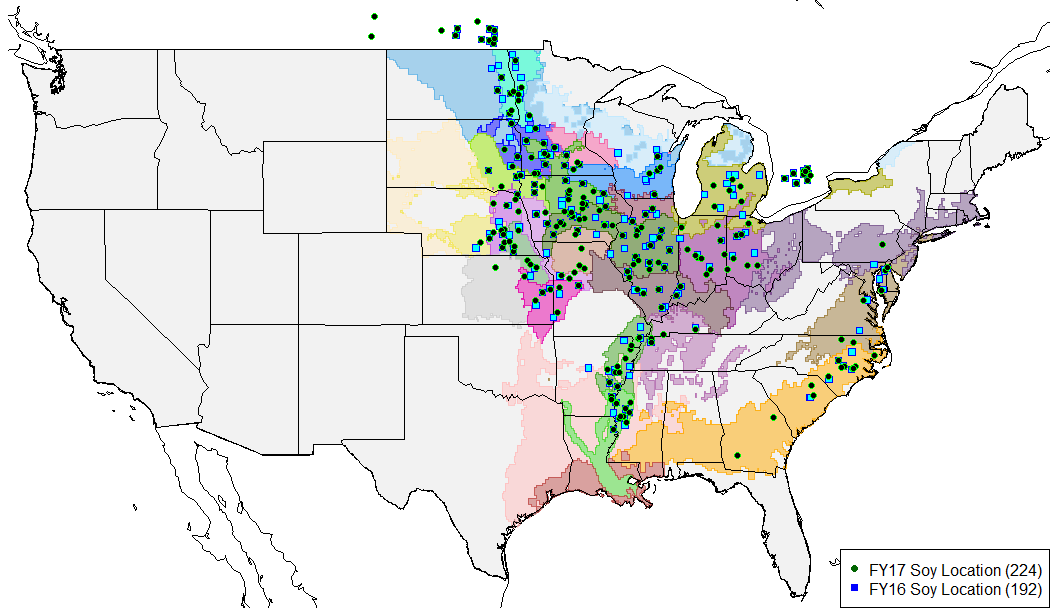 FY17 Soy Location (224)
FY16 Soy Location (192)